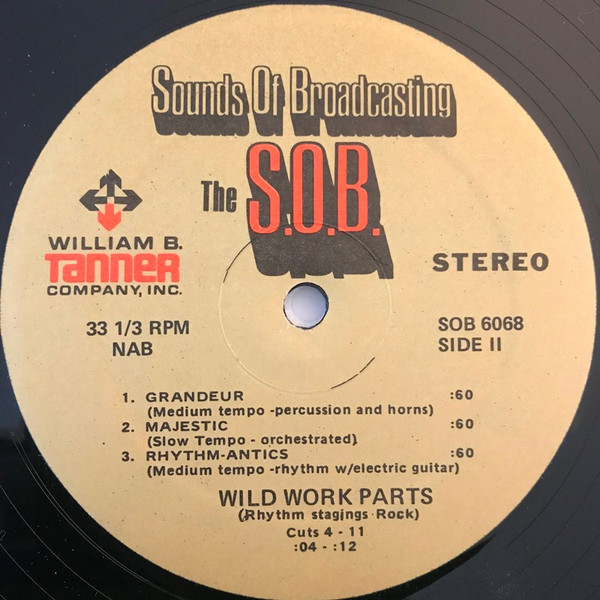 Sounds Of Broadcasting
The S.O.B.
WILLIAM B.
TANNER
COMPANY, INC.
STEREO
33 1/3 RPM
NAB
SOB 6068
SIDE II
1. GRANDEUR :60
(Medium tempo -percussion and horns)
2. MAJESTIC :60
(Slow Tempo - orchestrated)
3. RHYTHM-ANTICS :60
(Medium tempo -rhythm w/electric guitar)
WILD WORK PARTS
(Rhythm stagings Rock)
Cuts 4 - 11
:04 - :12